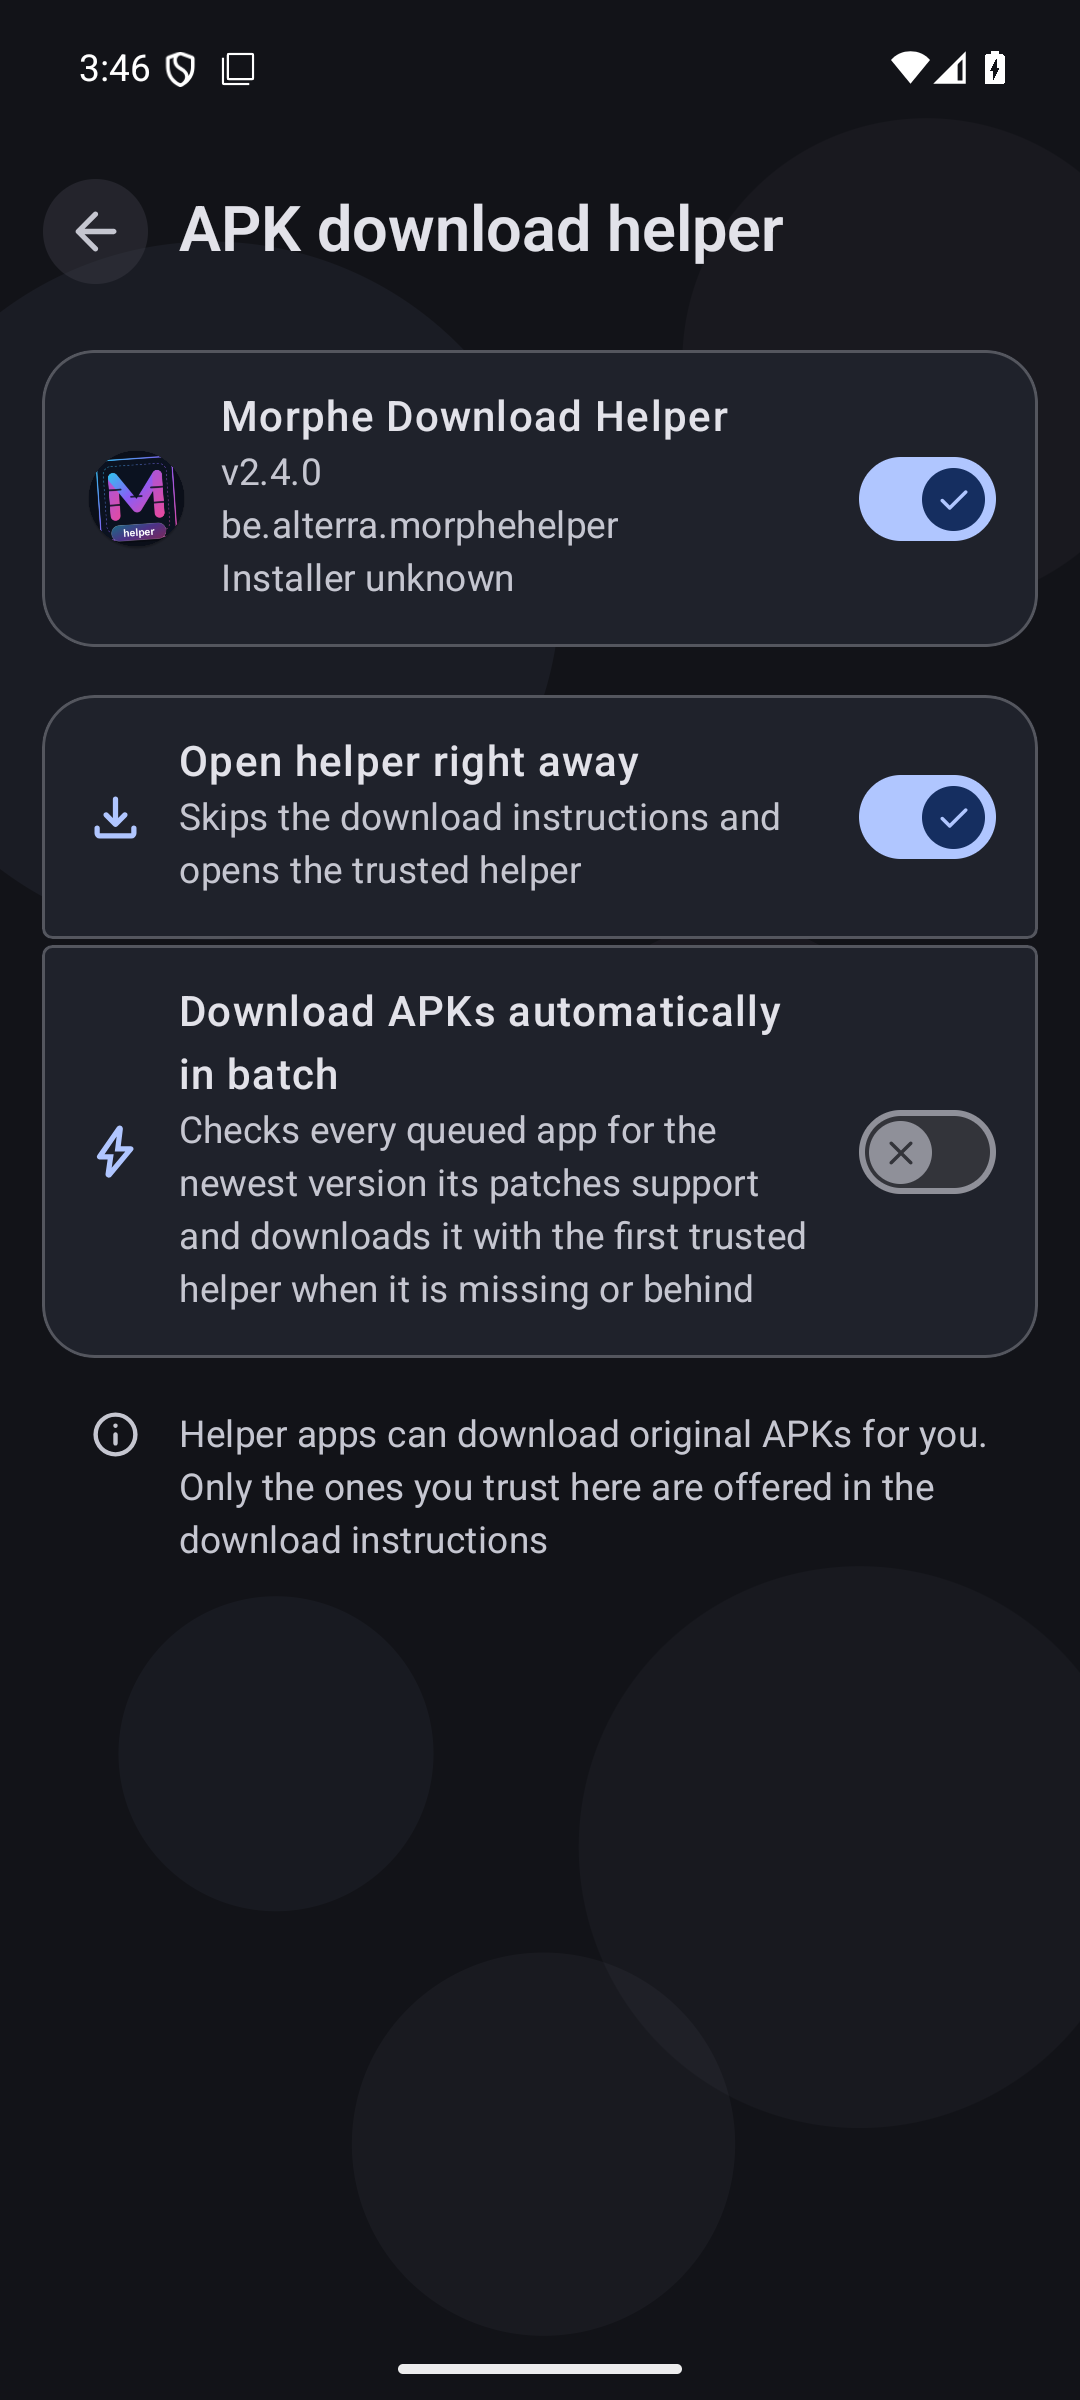 3:46
APK download helper
Morphe Download Helper
v2.4.0
be.alterra.morphehelper
Installer unknown
helper
Open helper right away
Skips the download instructions and
opens the trusted helper
Download APKs automatically
in batch
Checks every queued app for the
newest version its patches support
and downloads it with the first trusted
helper when it is missing or behind
Helper apps can download original APKs for you.
Only the ones you trust here are offered in the
download instructions